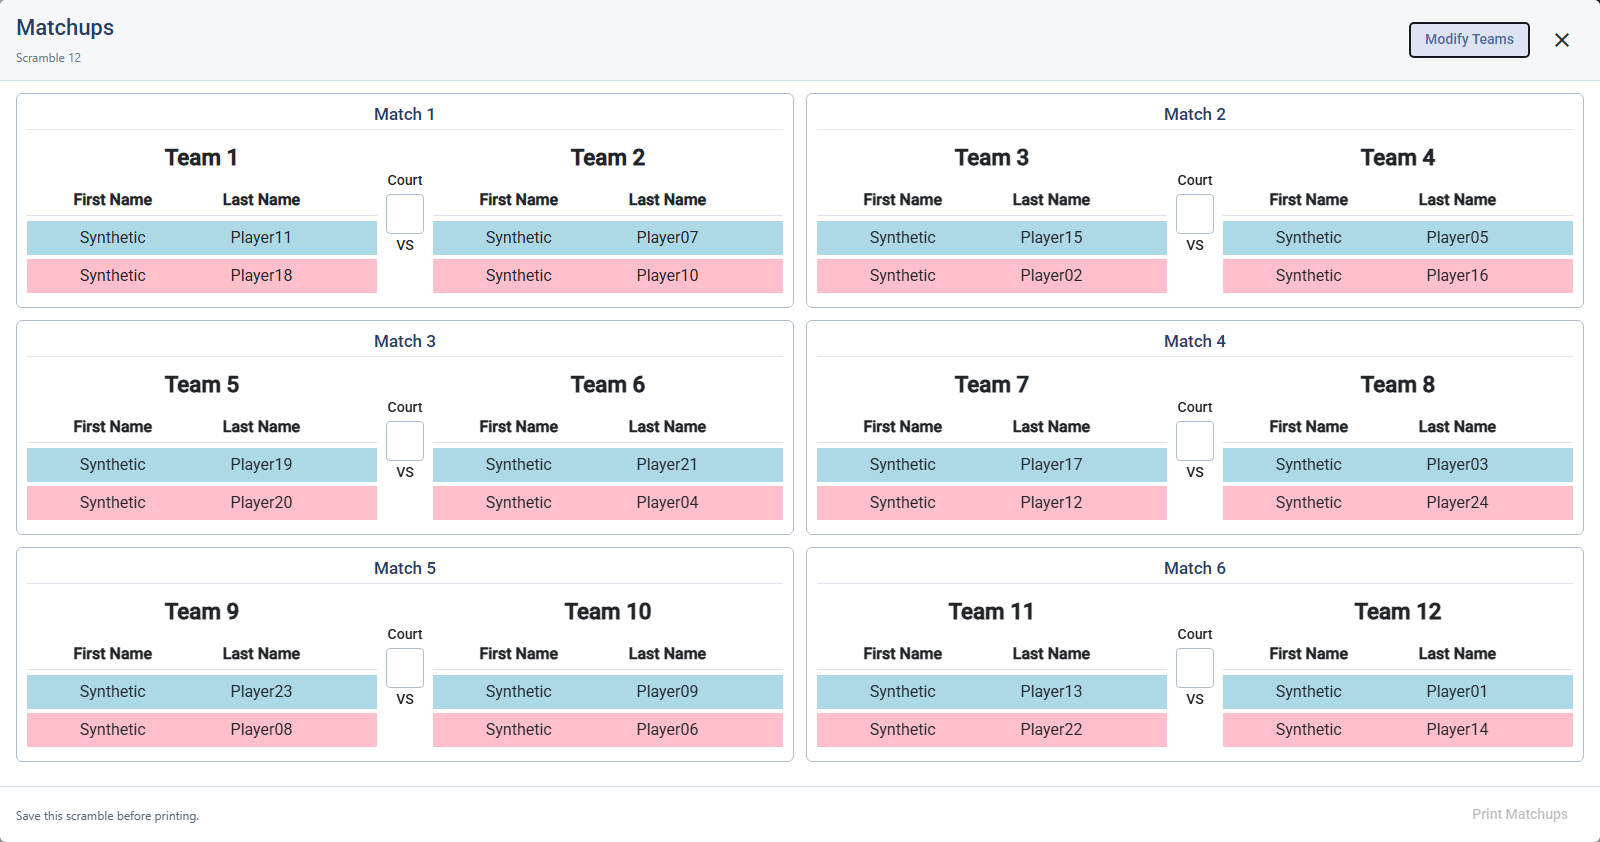 Matchups
Scramble 12
Modify Teams
Match 1
Team 1
First Name Last Name
Synthetic Player11
Synthetic Player18
Court
VS
Team 2
First Name Last Name
Synthetic Player07
Synthetic Player10
Match 2
Team 3
First Name Last Name
Synthetic Player15
Synthetic Player02
Court
VS
Team 4
First Name Last Name
Synthetic Player05
Synthetic Player16
Match 3
Team 5
First Name Last Name
Synthetic Player19
Synthetic Player20
Court
VS
Team 6
First Name Last Name
Synthetic Player21
Synthetic Player04
Match 4
Team 7
First Name Last Name
Synthetic Player17
Synthetic Player12
Court
VS
Team 8
First Name Last Name
Synthetic Player03
Synthetic Player24
Match 5
Team 9
First Name Last Name
Synthetic Player23
Synthetic Player08
Court
VS
Team 10
First Name Last Name
Synthetic Player09
Synthetic Player06
Match 6
Team 11
First Name Last Name
Synthetic Player13
Synthetic Player22
Court
VS
Team 12
First Name Last Name
Synthetic Player01
Synthetic Player14
Save this scramble before printing.
Print Matchups